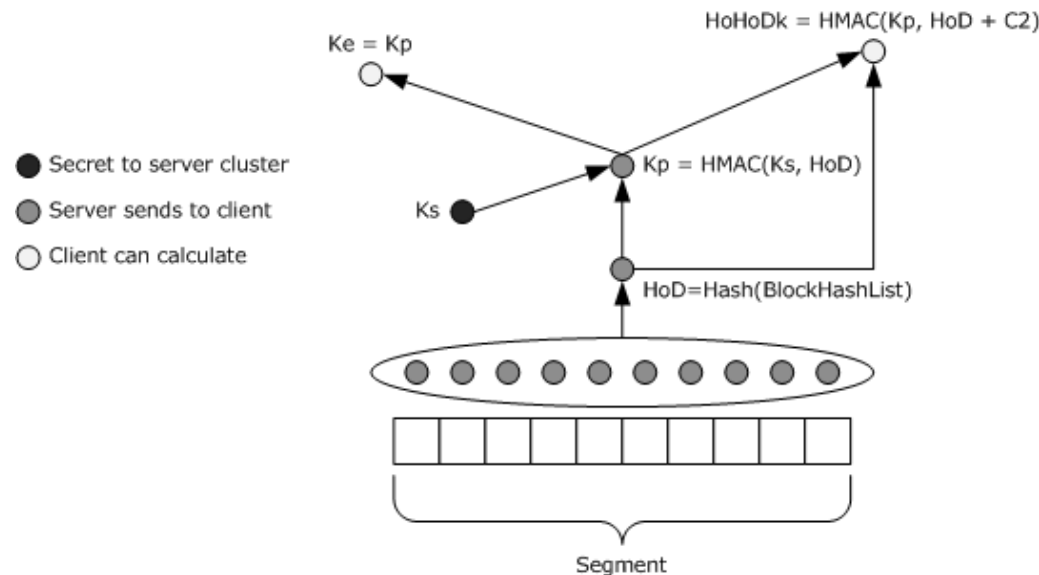 HoHoDk = HMAC(Kp, HoD + C2)
Ke = Kp
Secret to server cluster
Kp = HMAC(Ks, HoD)
Server sends to client
Ks
Client can calculate
HoD=Hash(BlockHashList)
Segment